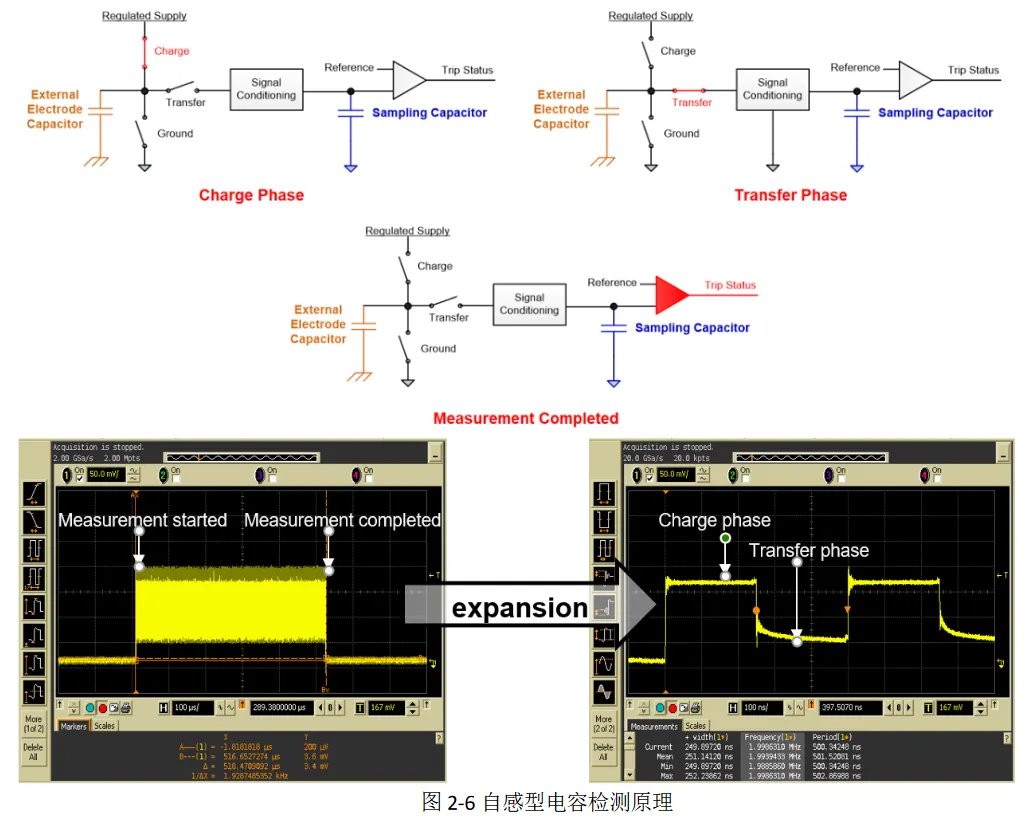 Regulated Supply
Charge
External
Electrode
Capacitor
Transfer
Ground
Signal
Conditioning
Reference
Trip Status
Sampling Capacitor
Charge Phase
Regulated Supply
Charge
External
Electrode
Capacitor
Transfer
Ground
Signal
Conditioning
Reference
Trip Status
Sampling Capacitor
Transfer Phase
Regulated Supply
Charge
External
Electrode
Capacitor
Transfer
Ground
Signal
Conditioning
Reference
Trip Status
Sampling Capacitor
Measurement Completed
Acquisition is stopped.
2.00 GSa/s 2.00 Mpts
1 On 50.0 mV/ 2 On 3 On 4 On
Measurement started Measurement completed
H 100 µs/ 289.3800000 µs 0 T 167 mV
More
(1 of 2)
Delete
All
Markers Scales
X Y
A—(1) = -1.8181818 µs 200 µV
B---(1) = 516.6527274 µs 3.6 mV
Δ = 518.4709092 µs 3.4 mV
1/ΔX = 1.9287485352 kHz
expansion
Acquisition is stopped.
20.0 GSa/s 20.0 kpts
1 On 50.0 mV/ 2 On 3 On 4 On
Charge phase
Transfer phase
H 100 ns/ 397.5070 ns 0 T 167 mV
More
(2 of 2)
Delete
All
Measurements Scales
+ width(1+) Frequency(1+) Period(1+)
Current 249.89720 ns 1.9986310 MHz 500.34248 ns
Mean 251.14120 ns 1.9939433 MHz 501.52081 ns
Min 249.89720 ns 1.9885860 MHz 500.34248 ns
Max 252.23862 ns 1.9986310 MHz 502.86988 ns
图 2-6 自感型电容检测原理